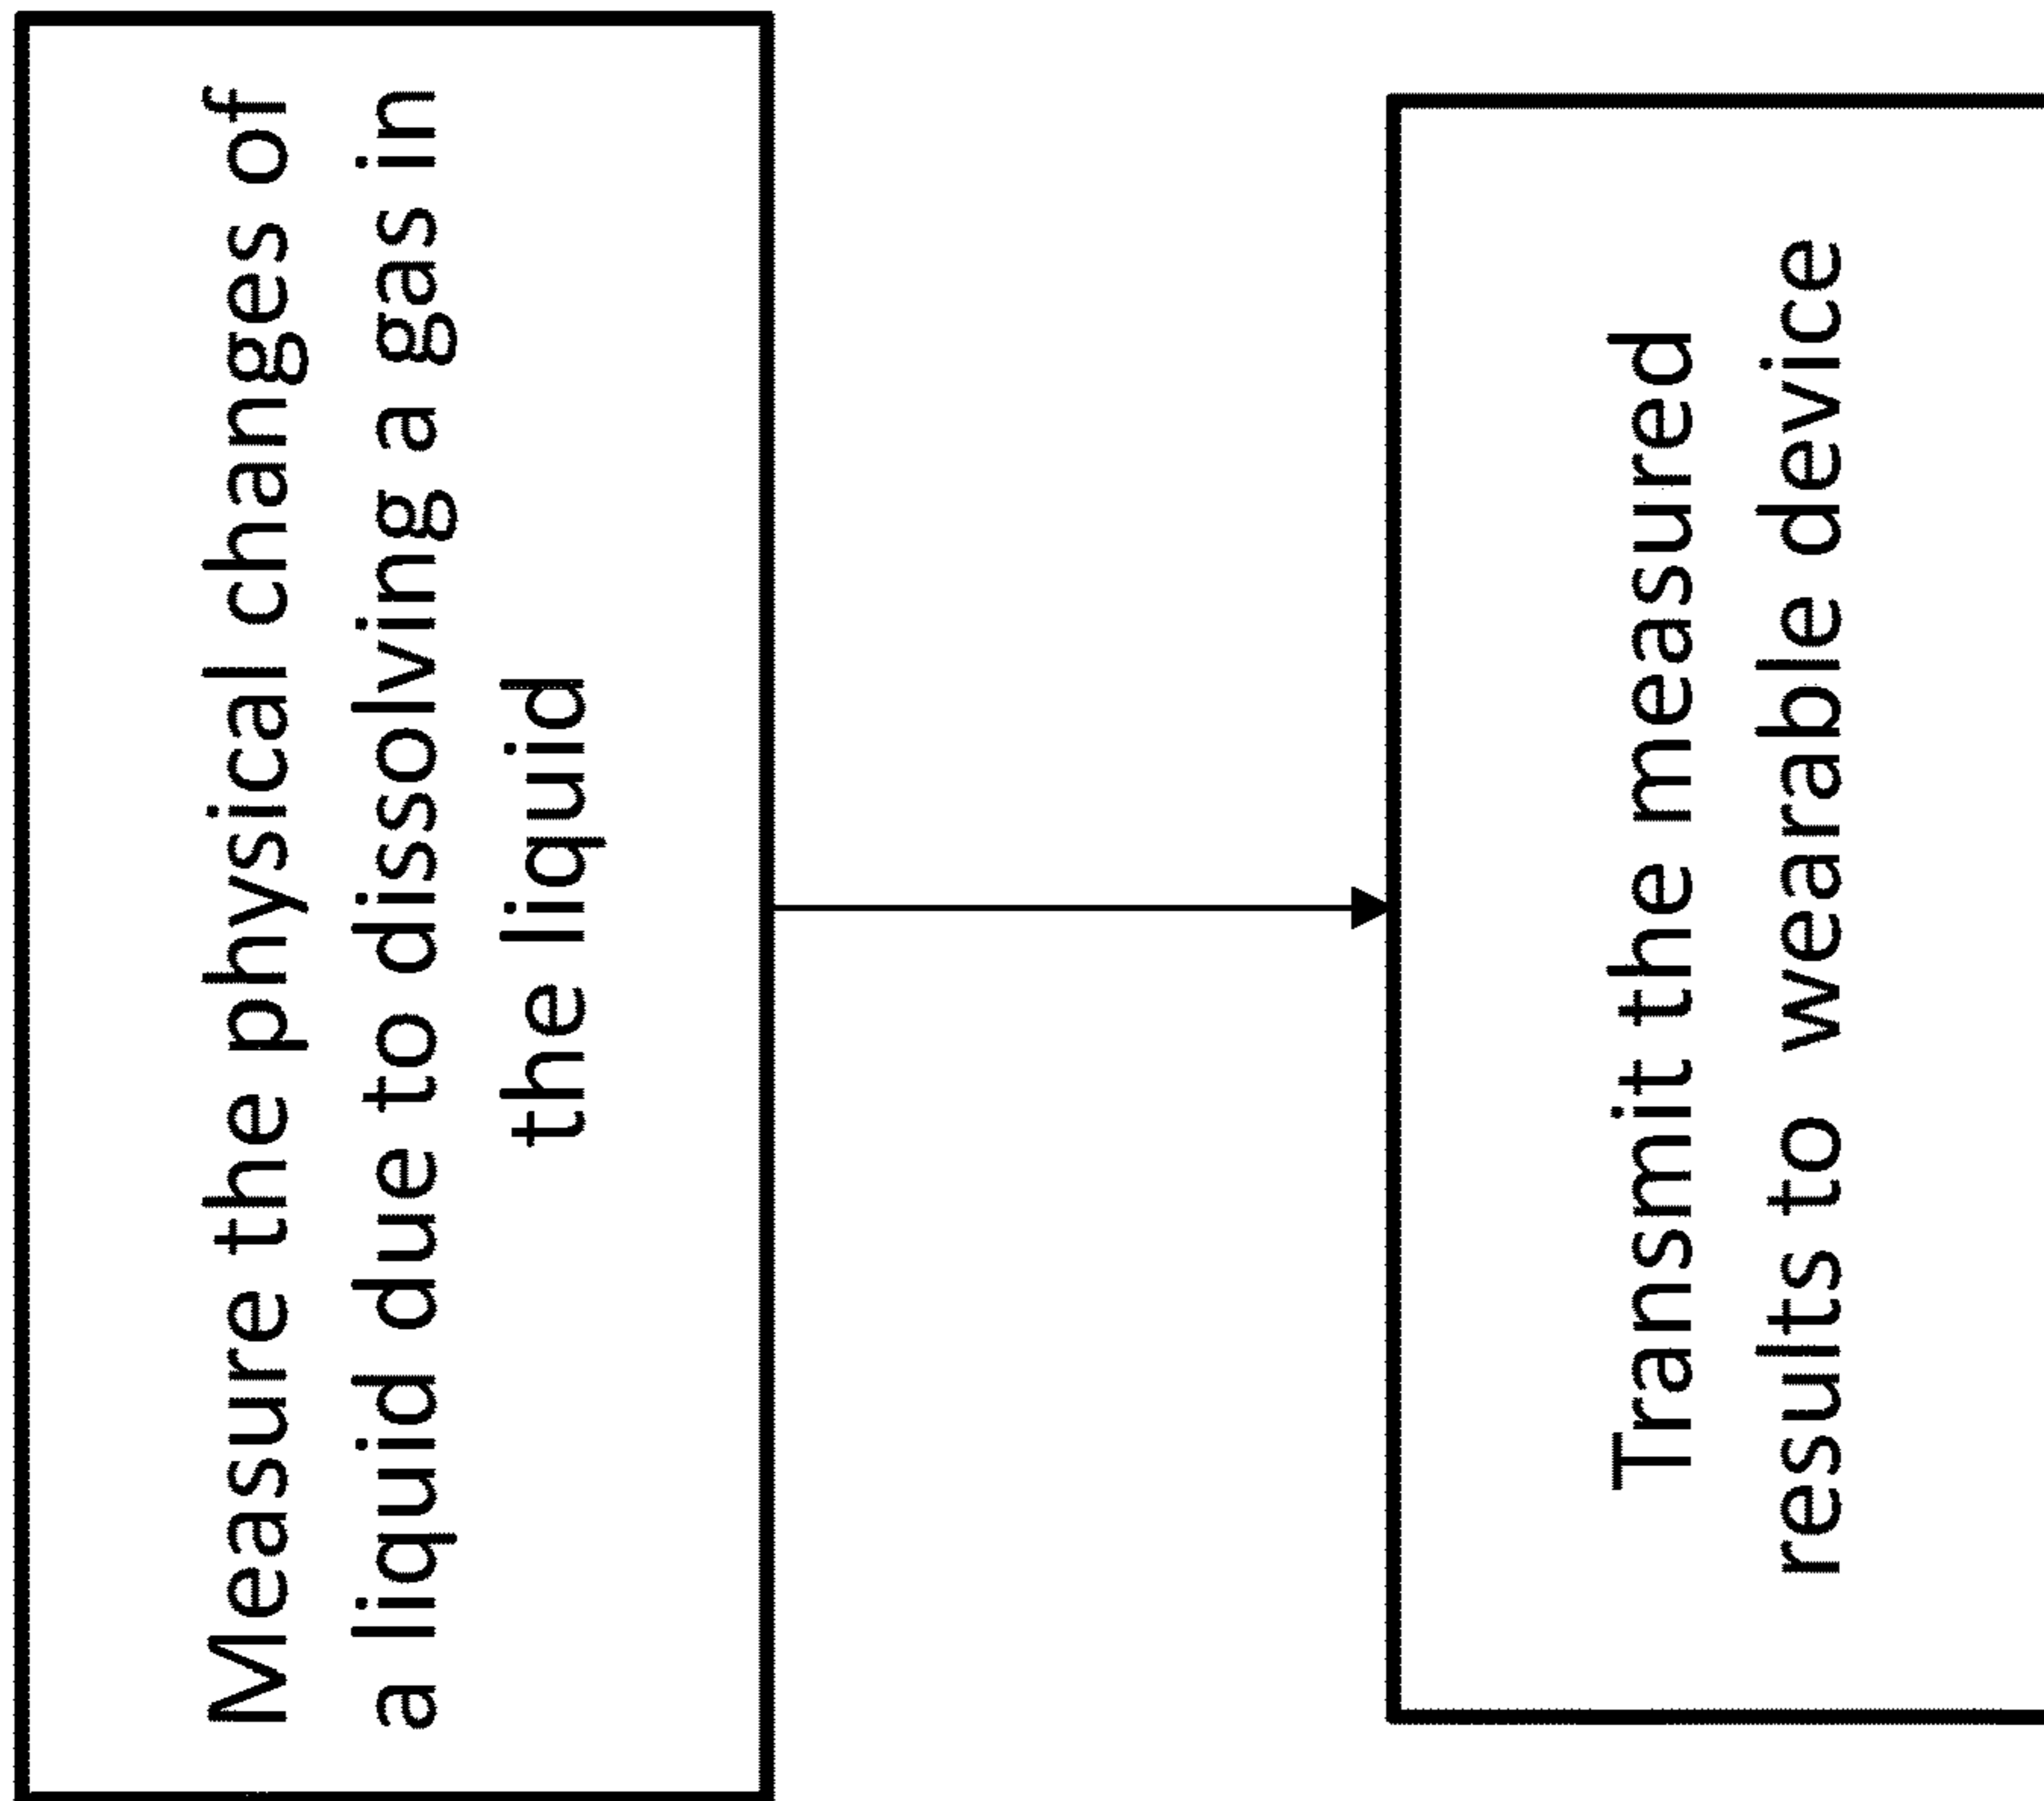 Measure the physical changes of
a liquid due to dissolving a gas in
the liquid
Transmit the measured
results to wearable device